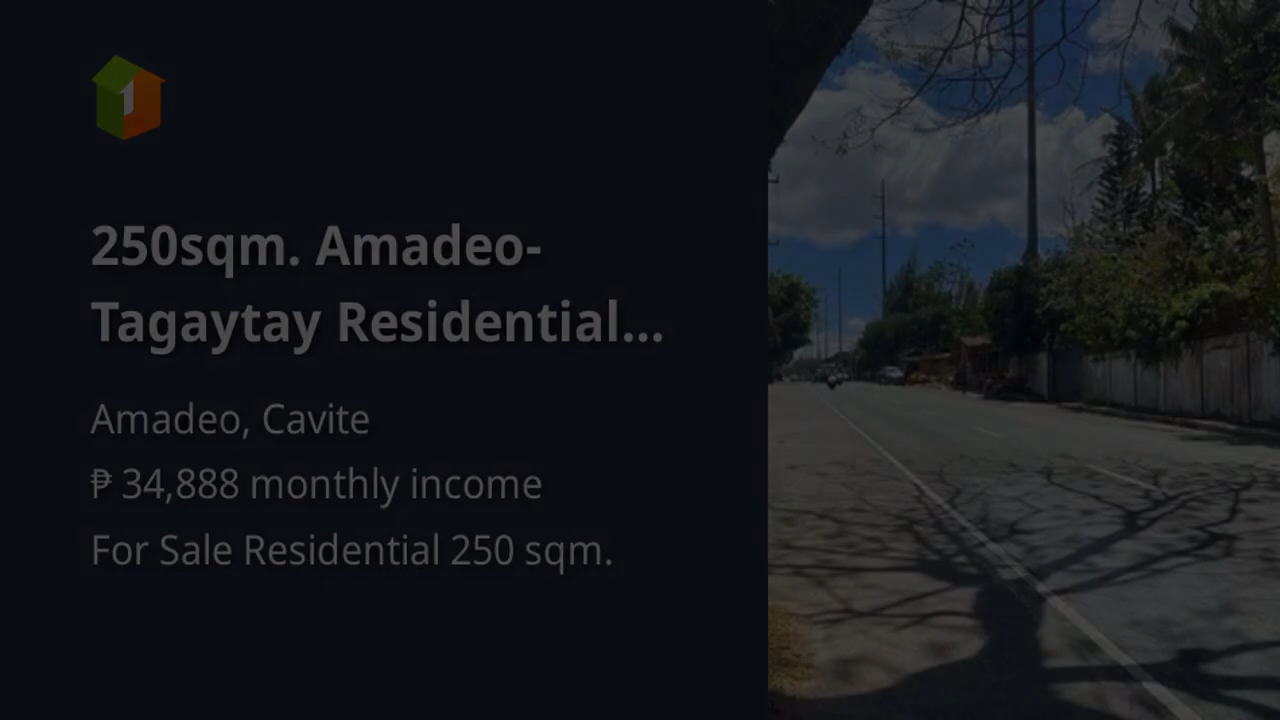 250sqm. Amadeo-
Tagaytay Residential...
Amadeo, Cavite
₱ 34,888 monthly income
For Sale Residential 250 sqm.